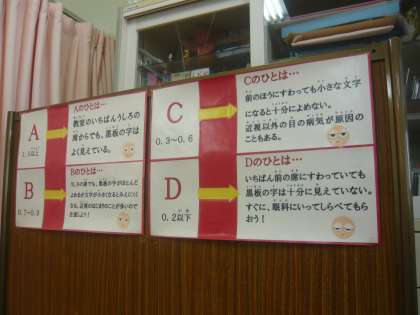 A
1.0以上
Aのひとは…
教室のいちばんうしろの
席からでも、黒板の字は
よく見えている。
B
0.7~0.9
Bのひとは…
C
0.3~0.6
Cのひとは…
前のほうにすわっても小さな文字
になると十分によめない。
近視以外の目の病気が原因の
こともある。
D
0.2以下
Dのひとは…
いちばん前の席にすわっていても
黒板の字は十分に見えていない。
すぐに、眼科にいってしらべてもら
おう!